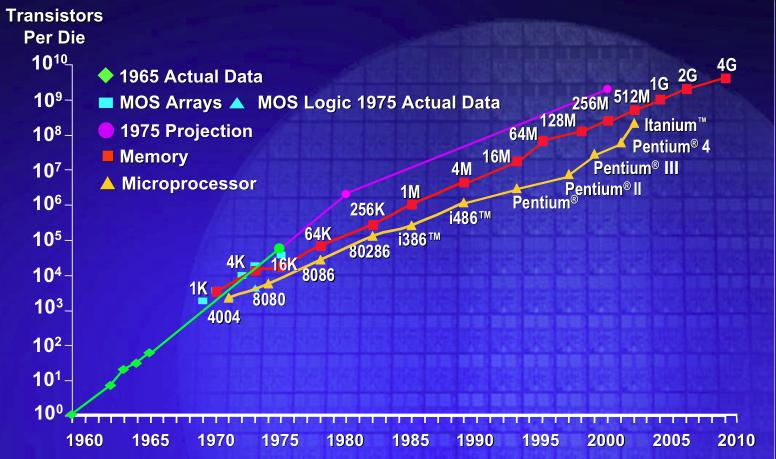 Transistors
Per Die
10¹⁰
10⁹
10⁸
10⁷
10⁶
10⁵
10⁴
10³
10²
10¹
10⁰
1965 Actual Data
MOS Arrays MOS Logic 1975 Actual Data
1975 Projection
Memory
Microprocessor
1K
4K
16K
64K
256K
1M
4M
16M
64M
128M
256M
512M
1G
2G
4G
4004
8080
8086
80286
i386™
i486™
Pentium®
Pentium® II
Pentium® III
Pentium® 4
Itanium™
1960 1965 1970 1975 1980 1985 1990 1995 2000 2005 2010